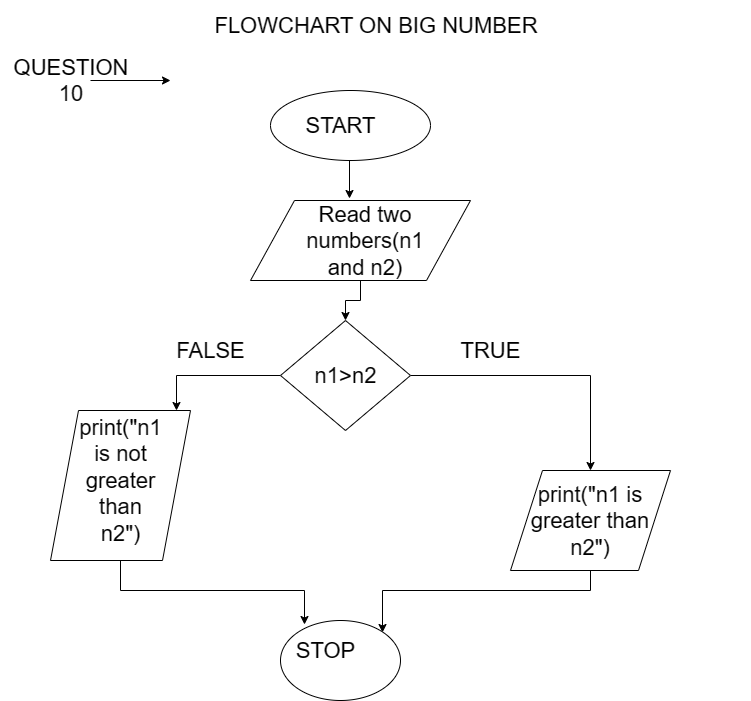 FLOWCHART ON BIG NUMBER
QUESTION
10
START
Read two
numbers(n1
and n2)
FALSE
TRUE
n1>n2
print("n1
is not
greater
than
n2")
print("n1 is
greater than
n2")
STOP